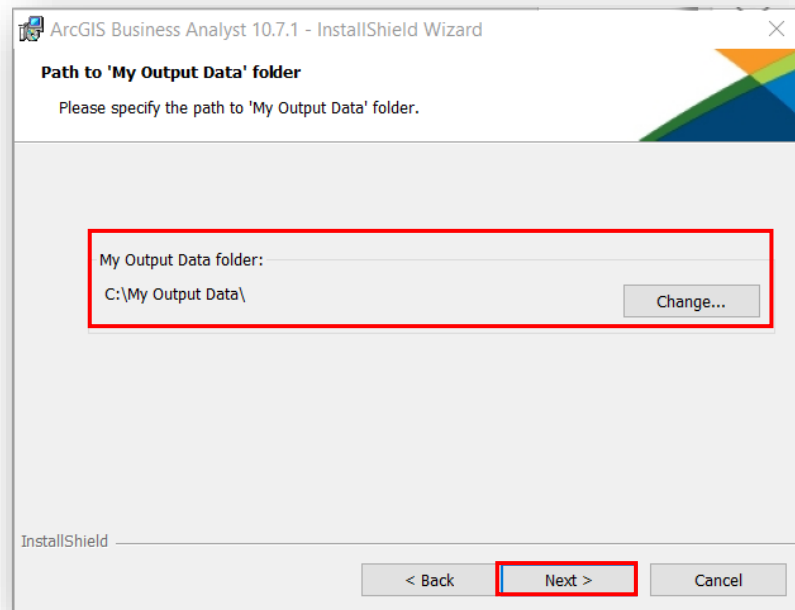 ArcGIS Business Analyst 10.7.1 - InstallShield Wizard
Path to 'My Output Data' folder
Please specify the path to 'My Output Data' folder.
My Output Data folder:
C:\My Output Data\
Change...
InstallShield
< Back
Next >
Cancel